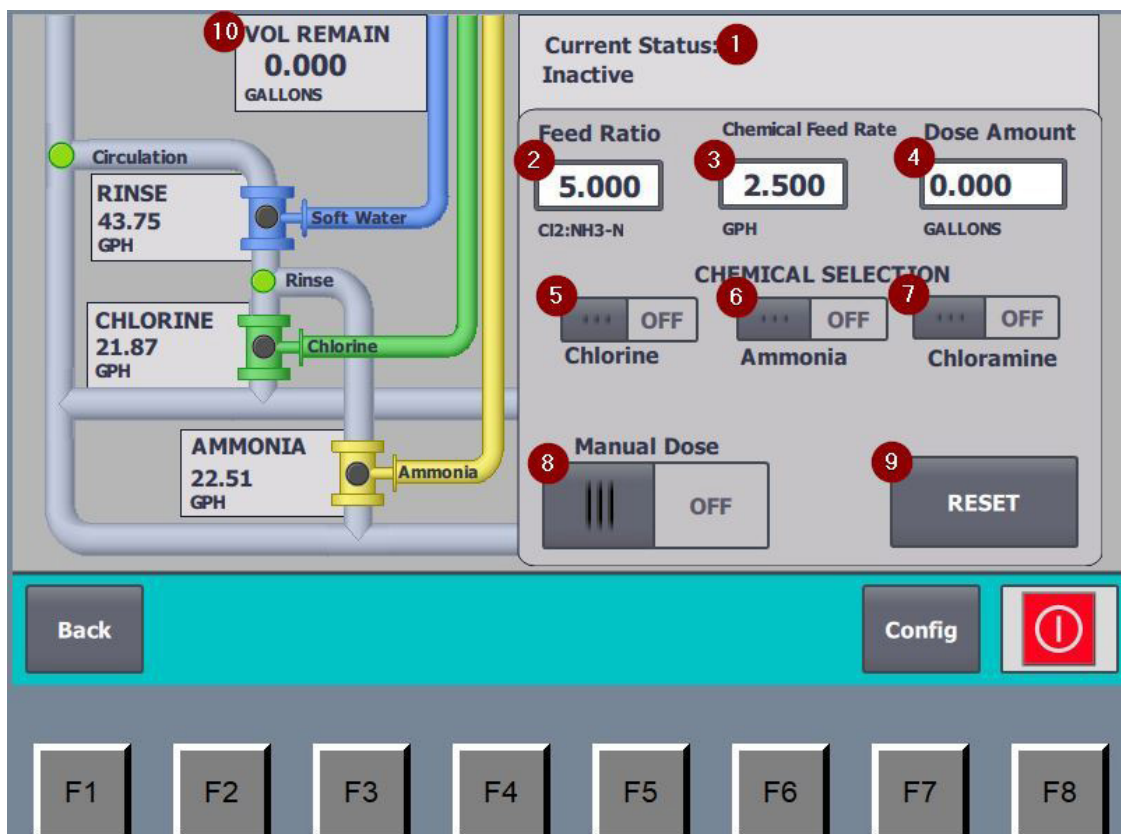 10
VOL REMAIN
0.000
GALLONS
Circulation
RINSE
43.75
GPH
Soft Water
Rinse
CHLORINE
21.87
GPH
Chlorine
AMMONIA
22.51
GPH
Ammonia
Current Status: 1
Inactive
Feed Ratio
2
5.000
Cl2:NH3-N
Chemical Feed Rate
3
2.500
GPH
Dose Amount
4
0.000
GALLONS
CHEMICAL SELECTION
5
OFF
Chlorine
6
OFF
Ammonia
7
OFF
Chloramine
Manual Dose
8
OFF
9
RESET
Back
Config
F1 F2 F3 F4 F5 F6 F7 F8